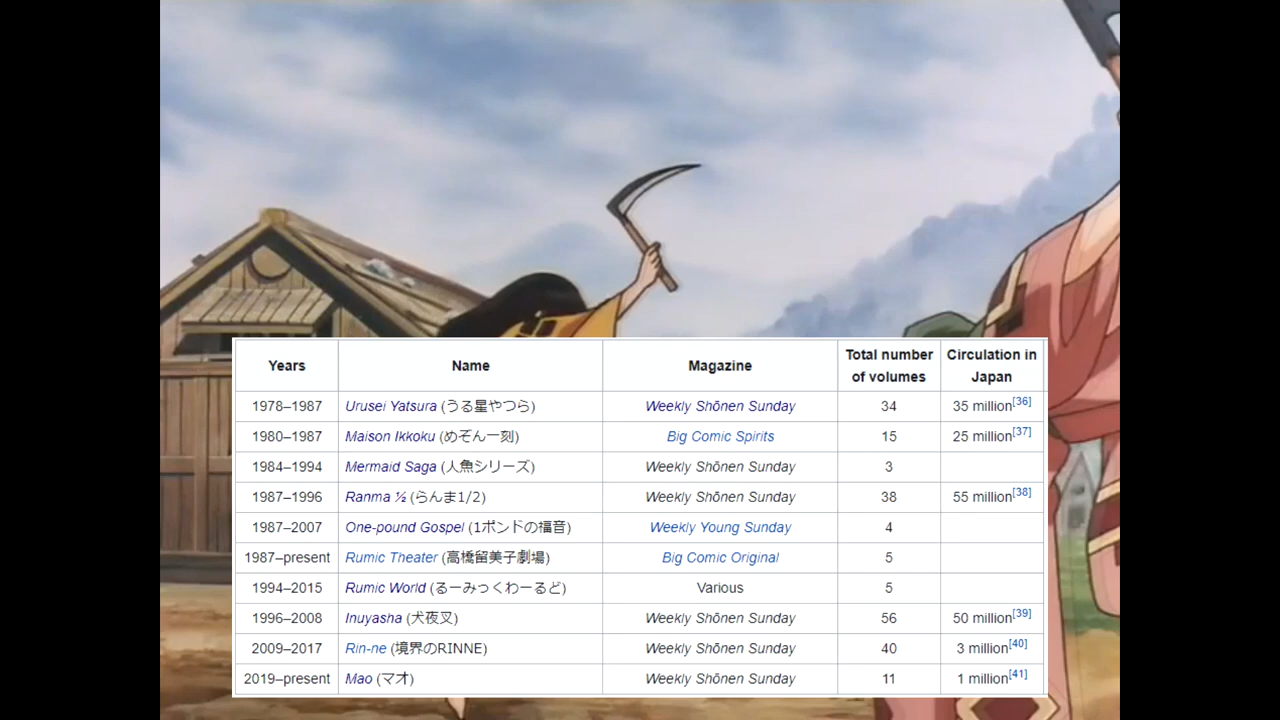 Years Name Magazine Total number of volumes Circulation in Japan
1978–1987 Urusei Yatsura (うる星やつら) Weekly Shōnen Sunday 34 35 million[36]
1980–1987 Maison Ikkoku (めぞん一刻) Big Comic Spirits 15 25 million[37]
1984–1994 Mermaid Saga (人魚シリーズ) Weekly Shōnen Sunday 3
1987–1996 Ranma ½ (らんま1/2) Weekly Shōnen Sunday 38 55 million[38]
1987–2007 One-pound Gospel (1ポンドの福音) Weekly Young Sunday 4
1987–present Rumic Theater (高橋留美子劇場) Big Comic Original 5
1994–2015 Rumic World (るーみっくわーるど) Various 5
1996–2008 Inuyasha (犬夜叉) Weekly Shōnen Sunday 56 50 million[39]
2009–2017 Rin-ne (境界のRINNE) Weekly Shōnen Sunday 40 3 million[40]
2019–present Mao (マオ) Weekly Shōnen Sunday 11 1 million[41]